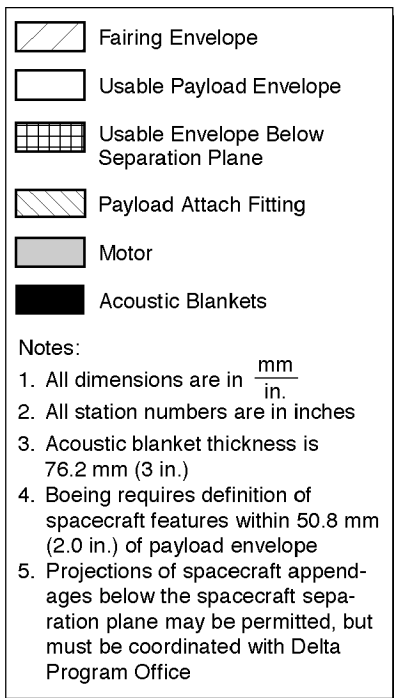 Fairing Envelope
Usable Payload Envelope
Usable Envelope Below
Separation Plane
Payload Attach Fitting
Motor
Acoustic Blankets
Notes:
1. All dimensions are in mm/in.
2. All station numbers are in inches
3. Acoustic blanket thickness is
76.2 mm (3 in.)
4. Boeing requires definition of
spacecraft features within 50.8 mm
(2.0 in.) of payload envelope
5. Projections of spacecraft append-
ages below the spacecraft sepa-
ration plane may be permitted, but
must be coordinated with Delta
Program Office